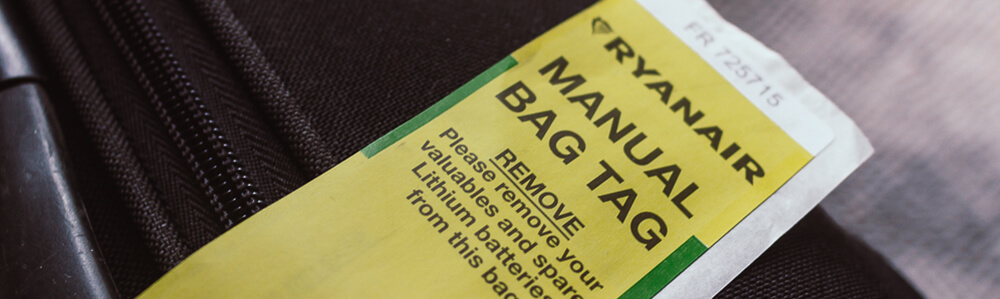 FR 725715
RYANAIR
MANUAL
BAG TAG
REMOVE
Please remove your
valuables and spare
Lithium batteries
from this bag